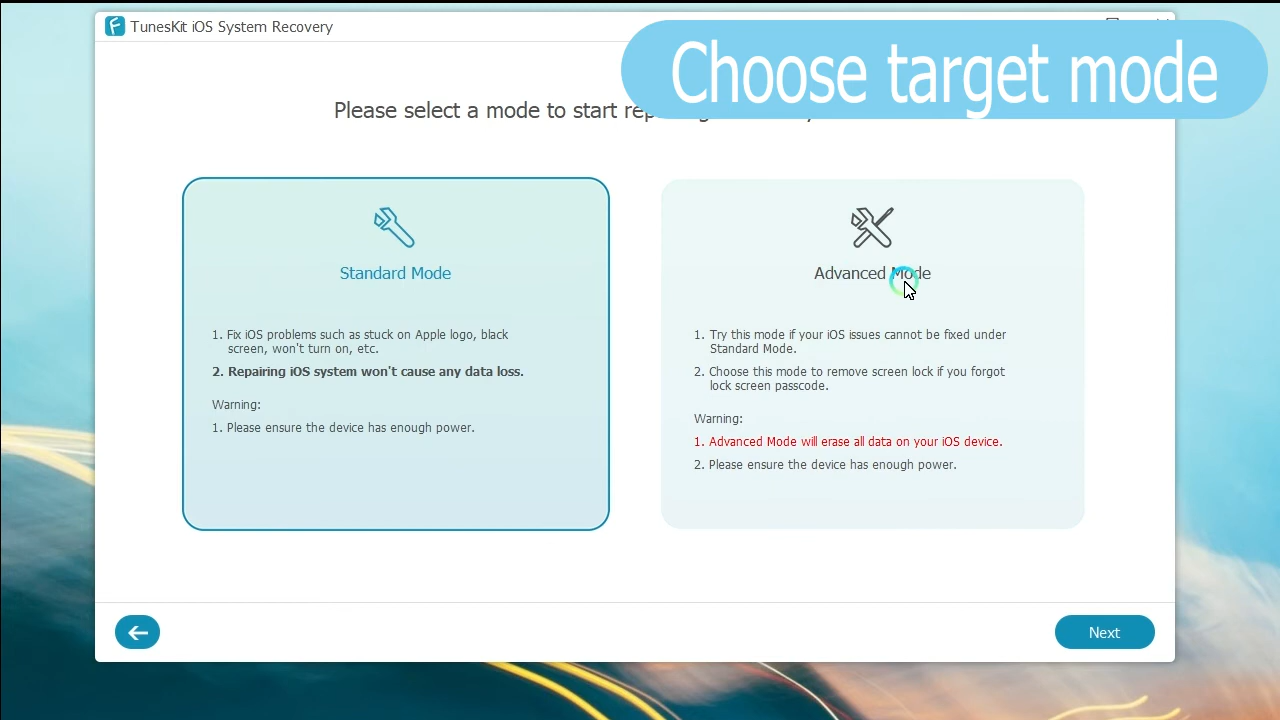 TunesKit iOS System Recovery
Choose target mode
Please select a mode to start
Standard Mode
1. Fix iOS problems such as stuck on Apple logo, black
screen, won't turn on, etc.
2. Repairing iOS system won't cause any data loss.
Warning:
1. Please ensure the device has enough power.
Advanced Mode
1. Try this mode if your iOS issues cannot be fixed under
Standard Mode.
2. Choose this mode to remove screen lock if you forgot
lock screen passcode.
Warning:
1. Advanced Mode will erase all data on your iOS device.
2. Please ensure the device has enough power.
Next